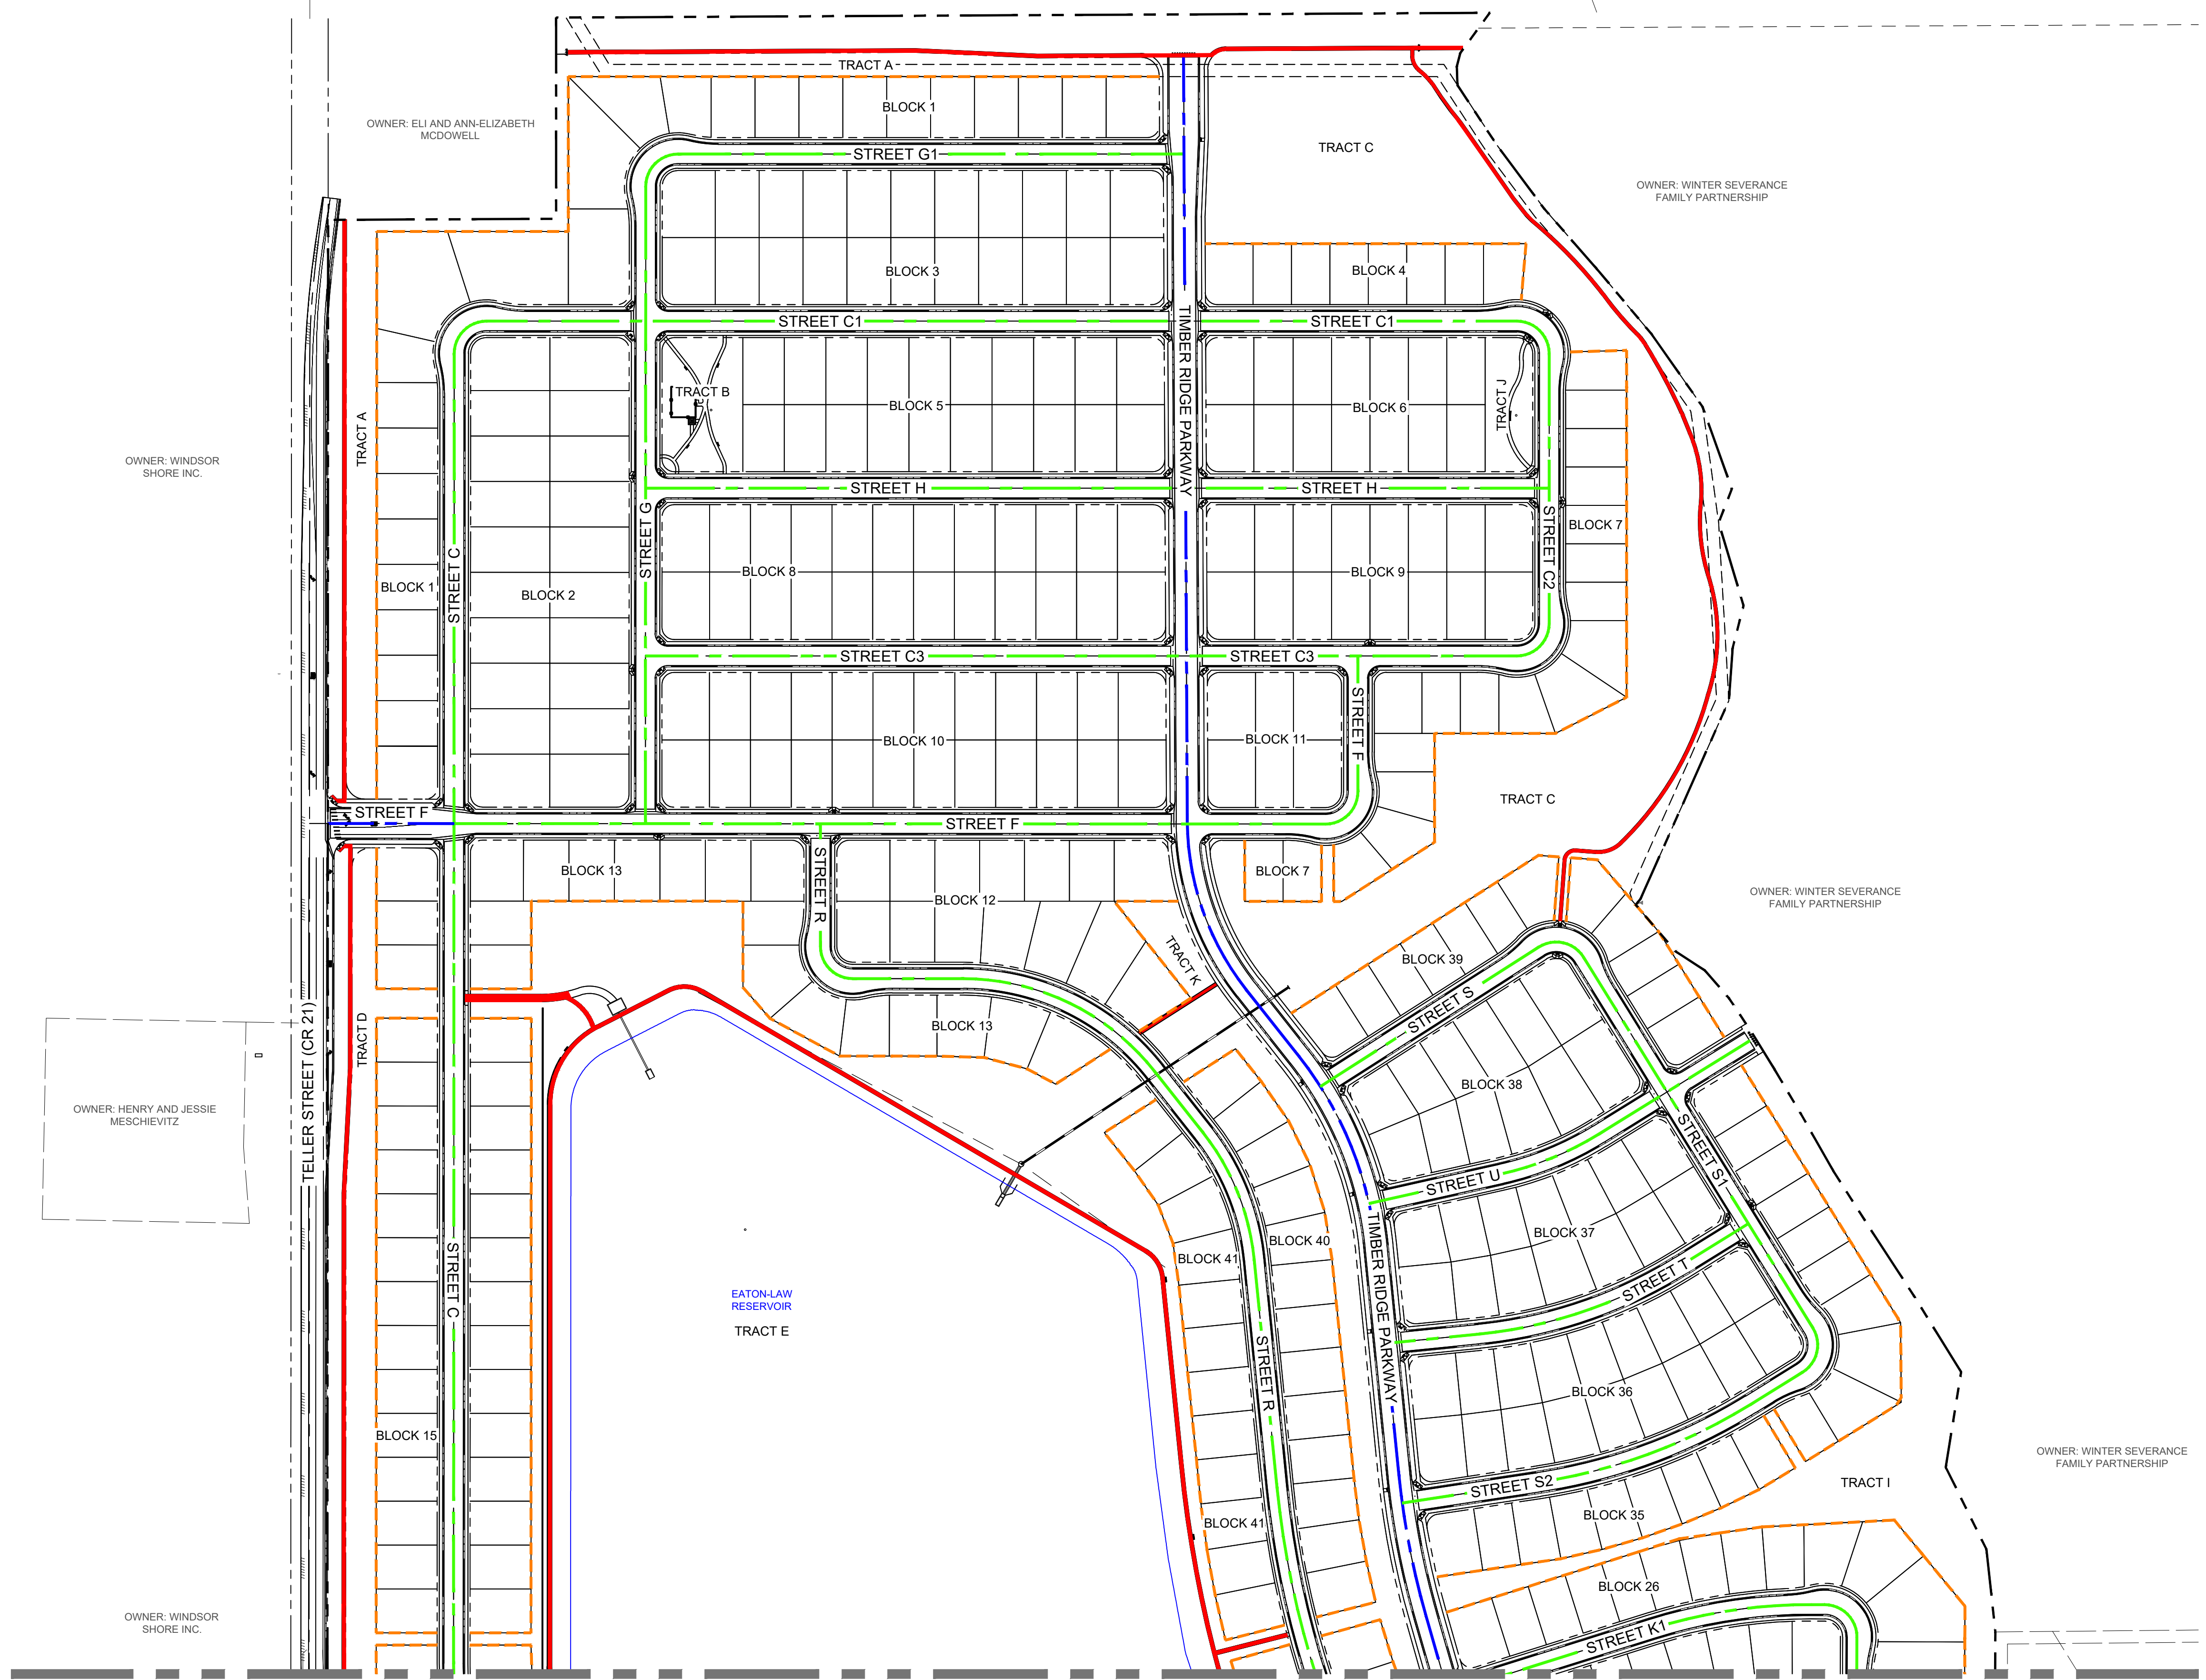 TRACT A
BLOCK 1
OWNER: ELI AND ANN-ELIZABETH
MCDOWELL
STREET G1
TRACT C
OWNER: WINTER SEVERANCE
FAMILY PARTNERSHIP
BLOCK 3
BLOCK 4
STREET C1
STREET C1
TIMBER RIDGE PARKWAY
TRACT B
BLOCK 5
BLOCK 6
TRACT J
TRACT A
OWNER: WINDSOR
SHORE INC.
STREET H
STREET H
STREET G
STREET C2
BLOCK 7
STREET C
BLOCK 1
BLOCK 2
BLOCK 8
BLOCK 9
STREET C3
STREET C3
STREET F
BLOCK 10
BLOCK 11
TRACT C
STREET F
STREET F
BLOCK 13
STREET R
BLOCK 12
BLOCK 7
OWNER: WINTER SEVERANCE
FAMILY PARTNERSHIP
TRACT K
BLOCK 39
STREET S
BLOCK 13
TRACT D
TELLER STREET (CR 21)
OWNER: HENRY AND JESSIE
MESCHIEVITZ
BLOCK 38
STREET S1
STREET U
BLOCK 37
BLOCK 40
BLOCK 41
STREET C
STREET T
TIMBER RIDGE PARKWAY
EATON-LAW
RESERVOIR
TRACT E
STREET R
BLOCK 36
BLOCK 15
OWNER: WINTER SEVERANCE
FAMILY PARTNERSHIP
TRACT I
STREET S2
BLOCK 35
BLOCK 41
BLOCK 26
OWNER: WINDSOR
SHORE INC.
STREET K1